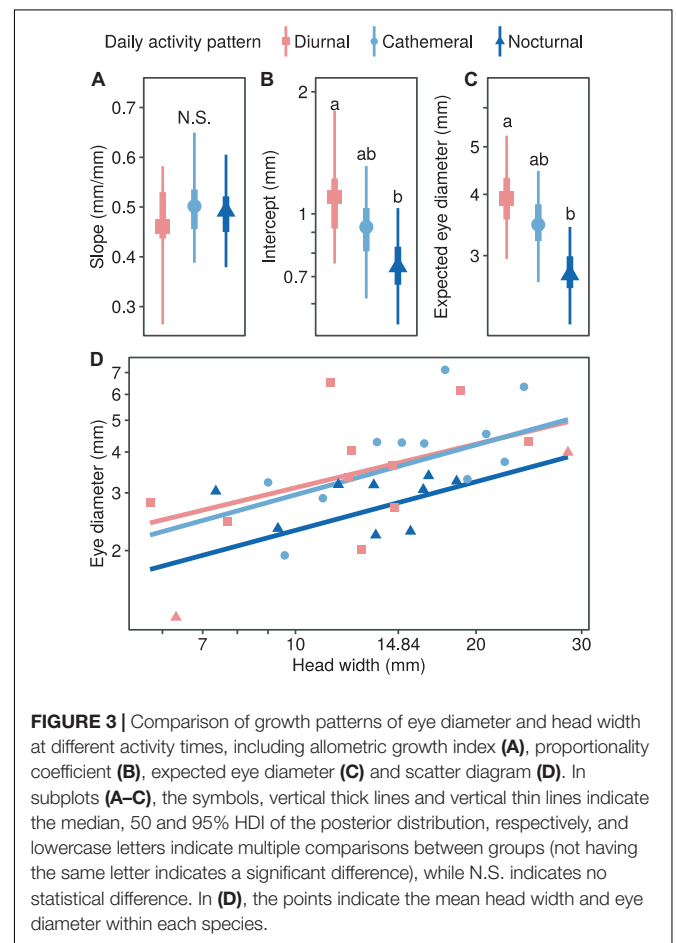 Daily activity pattern Diurnal Cathemeral Nocturnal
A B C
0.7
0.6
0.5
0.4
0.3
Slope (mm/mm)
N.S.
2
1
0.7
Intercept (mm)
a
ab
b
5
4
3
Expected eye diameter (mm)
a
ab
b
D
7
6
5
4
3
2
Eye diameter (mm)
7 10 14.84 20 30
Head width (mm)
FIGURE 3 | Comparison of growth patterns of eye diameter and head width
at different activity times, including allometric growth index (A), proportionality
coefficient (B), expected eye diameter (C) and scatter diagram (D). In
subplots (A–C), the symbols, vertical thick lines and vertical thin lines indicate
the median, 50 and 95% HDI of the posterior distribution, respectively, and
lowercase letters indicate multiple comparisons between groups (not having
the same letter indicates a significant difference), while N.S. indicates no
statistical difference. In (D), the points indicate the mean head width and eye
diameter within each species.